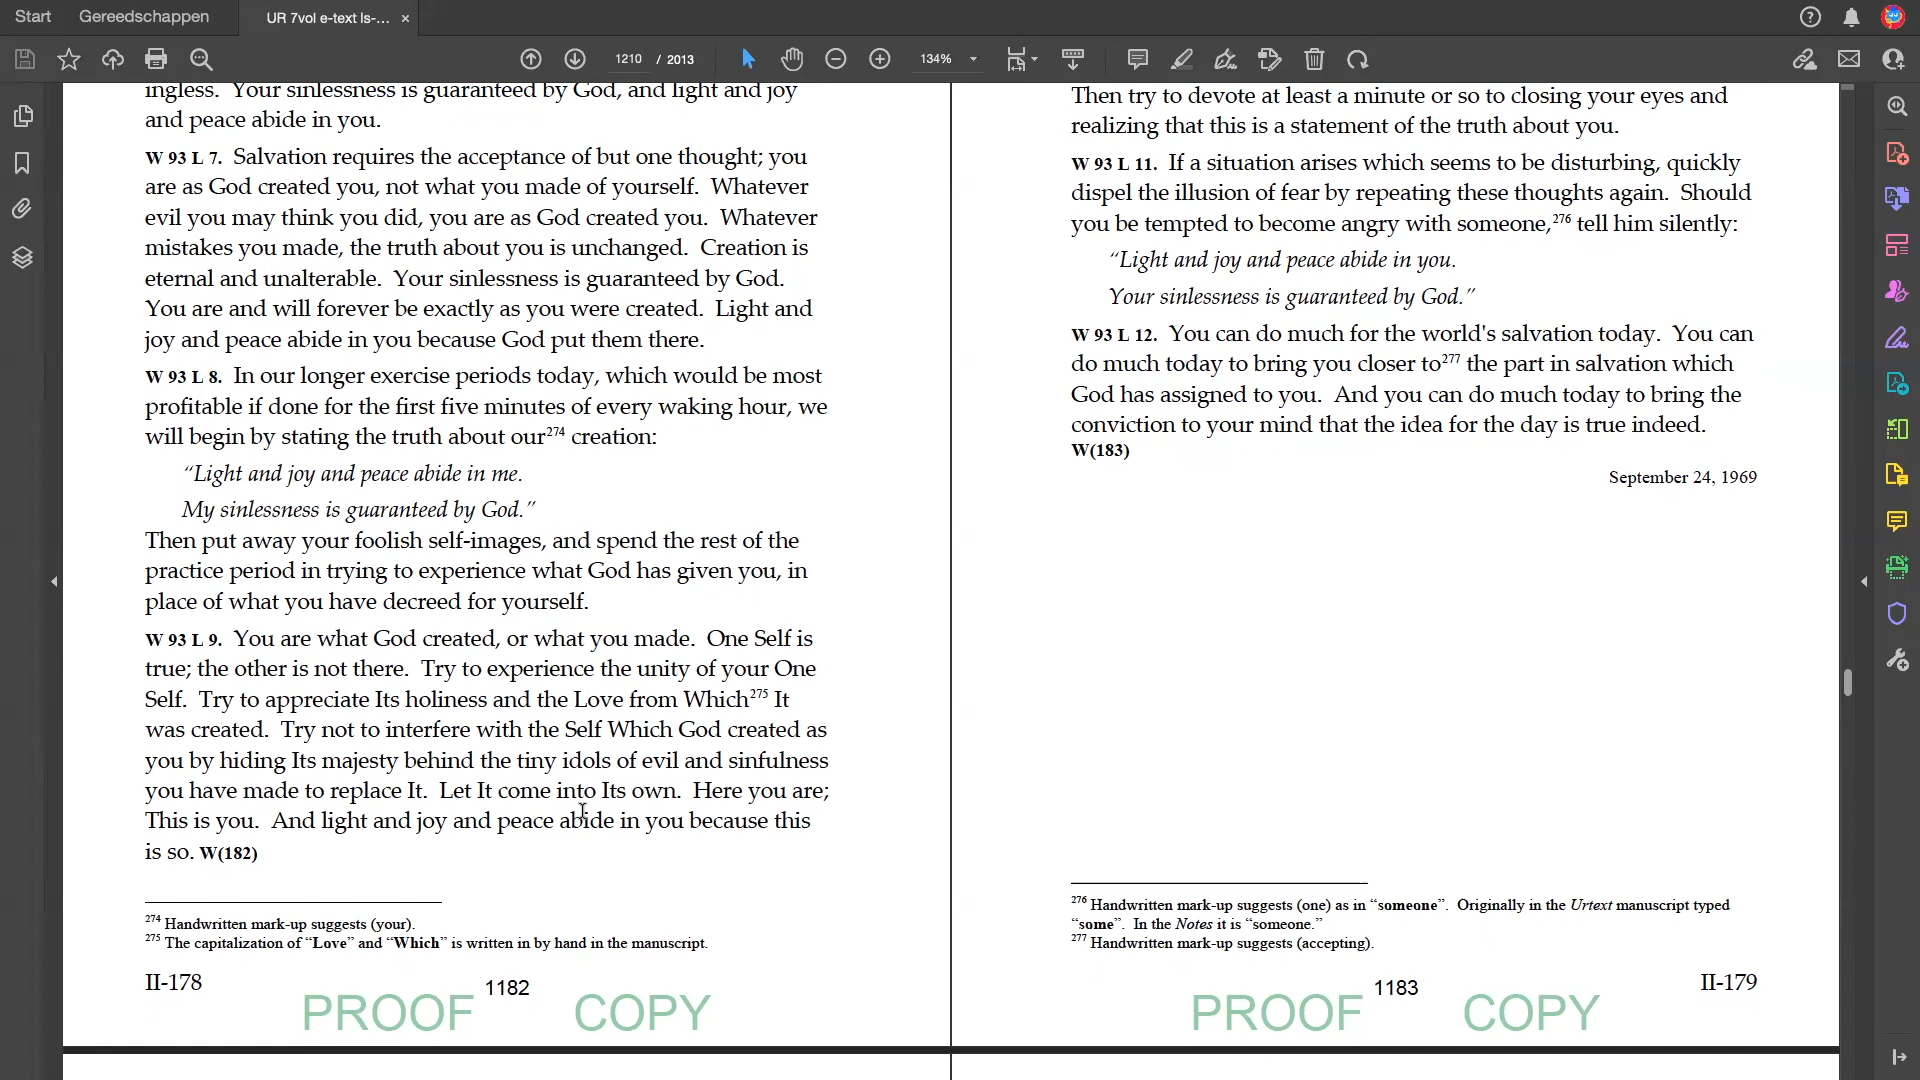 Start
Gereedschappen
UR 7vol e-text ls-...
×
1210 / 2013
134%
ingless. Your sinlessness is guaranteed by God, and light and joy
and peace abide in you.
W 93 L 7. Salvation requires the acceptance of but one thought; you
are as God created you, not what you made of yourself. Whatever
evil you may think you did, you are as God created you. Whatever
mistakes you made, the truth about you is unchanged. Creation is
eternal and unalterable. Your sinlessness is guaranteed by God.
You are and will forever be exactly as you were created. Light and
joy and peace abide in you because God put them there.
W 93 L 8. In our longer exercise periods today, which would be most
profitable if done for the first five minutes of every waking hour, we
will begin by stating the truth about our274 creation:
“Light and joy and peace abide in me.
My sinlessness is guaranteed by God.”
Then put away your foolish self-images, and spend the rest of the
practice period in trying to experience what God has given you, in
place of what you have decreed for yourself.
W 93 L 9. You are what God created, or what you made. One Self is
true; the other is not there. Try to experience the unity of your One
Self. Try to appreciate Its holiness and the Love from Which275 It
was created. Try not to interfere with the Self Which God created as
you by hiding Its majesty behind the tiny idols of evil and sinfulness
you have made to replace It. Let It come into Its own. Here you are;
This is you. And light and joy and peace abide in you because this
is so. W(182)
274 Handwritten mark-up suggests (your).
275 The capitalization of “Love” and “Which” is written in by hand in the manuscript.
II-178
1182
PROOF COPY
Then try to devote at least a minute or so to closing your eyes and
realizing that this is a statement of the truth about you.
W 93 L 11. If a situation arises which seems to be disturbing, quickly
dispel the illusion of fear by repeating these thoughts again. Should
you be tempted to become angry with someone,276 tell him silently:
“Light and joy and peace abide in you.
Your sinlessness is guaranteed by God.”
W 93 L 12. You can do much for the world's salvation today. You can
do much today to bring you closer to277 the part in salvation which
God has assigned to you. And you can do much today to bring the
conviction to your mind that the idea for the day is true indeed.
W(183)
September 24, 1969
276 Handwritten mark-up suggests (one) as in “someone”. Originally in the Urtext manuscript typed
“some”. In the Notes it is “someone.”
277 Handwritten mark-up suggests (accepting).
1183
II-179
PROOF COPY